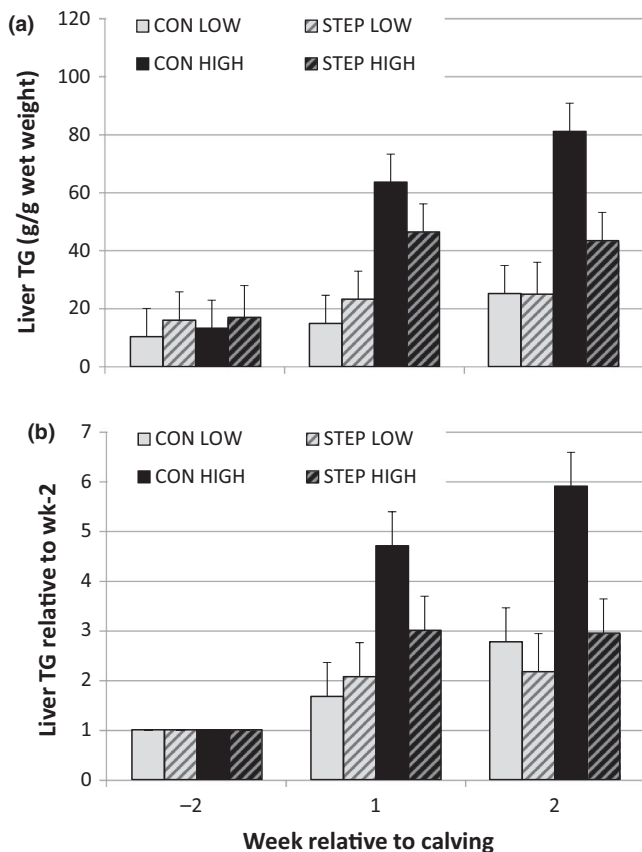 (a)
120
CON LOW STEP LOW
100
CON HIGH STEP HIGH
80
60
40
20
0
Liver TG (g/g wet weight)
(b)
7
CON LOW STEP LOW
6
CON HIGH STEP HIGH
5
4
3
2
1
0
Liver TG relative to wk-2
–2 1 2
Week relative to calving